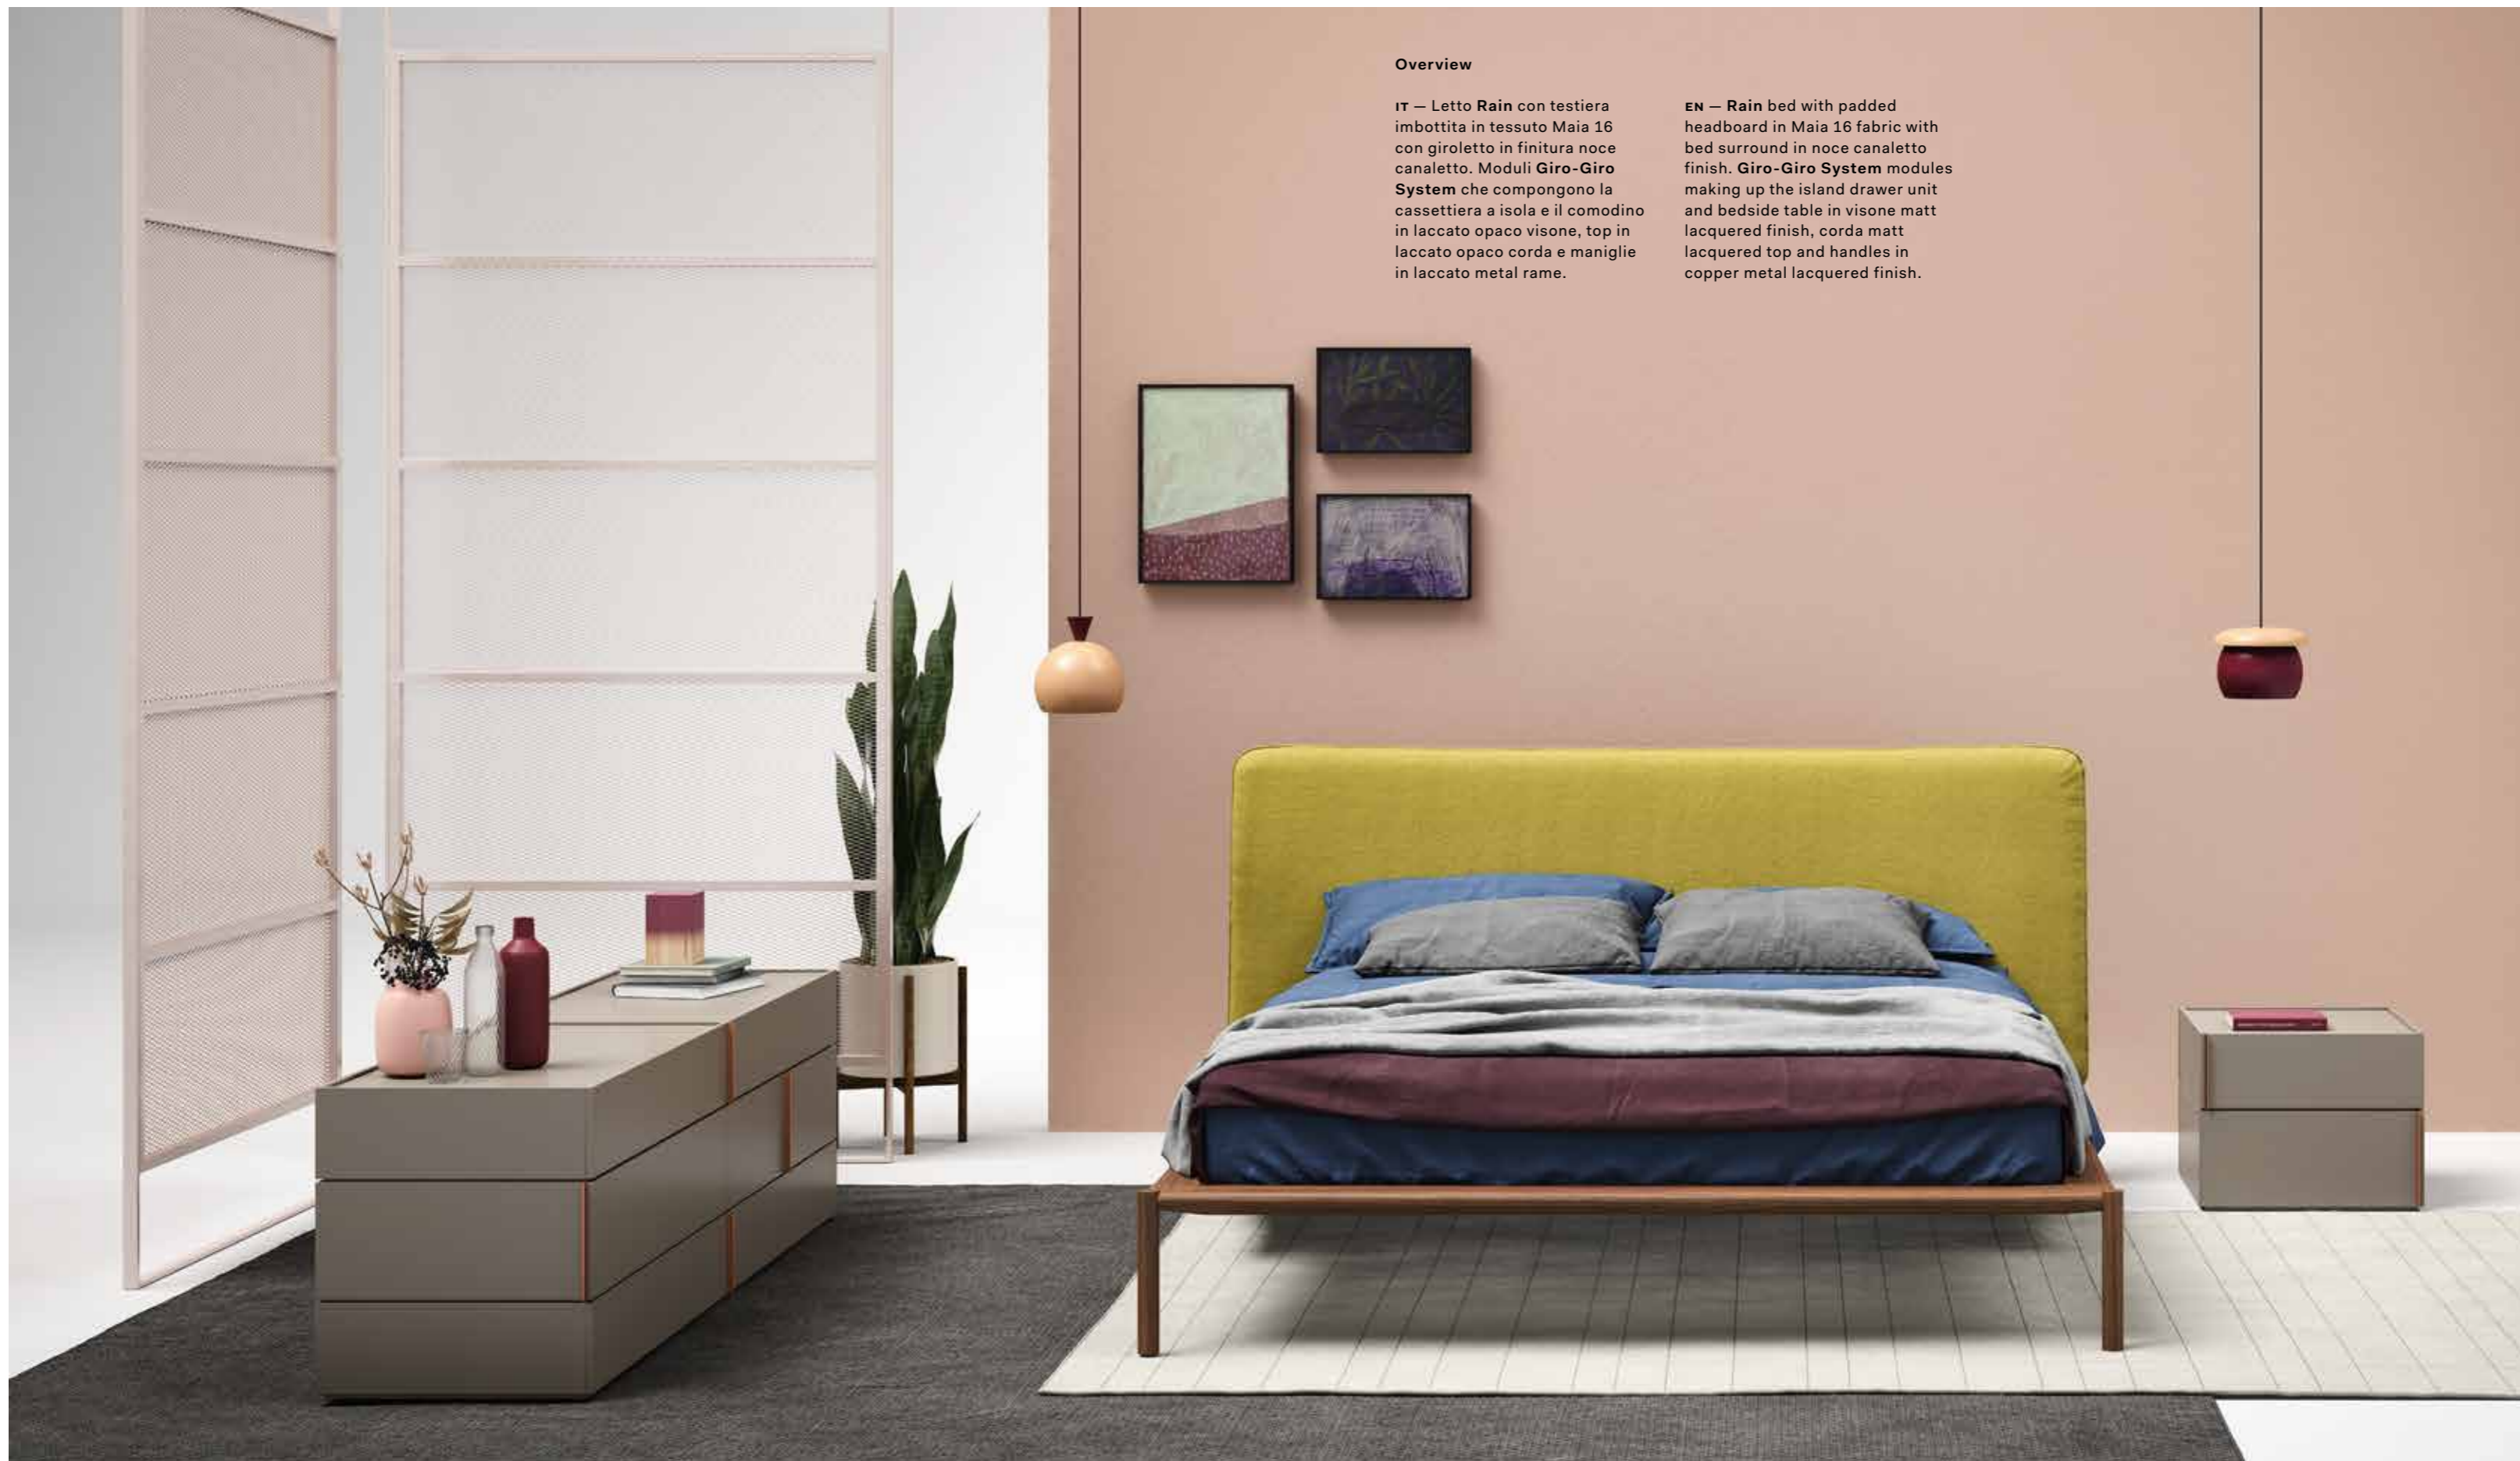 Overview
IT — Letto Rain con testiera
imbottita in tessuto Maia 16
con giroletto in finitura noce
canaletto. Moduli Giro-Giro
System che compongono la
cassettiera a isola e il comodino
in laccato opaco visone, top in
laccato opaco corda e maniglie
in laccato metal rame.
EN — Rain bed with padded
headboard in Maia 16 fabric with
bed surround in noce canaletto
finish. Giro-Giro System modules
making up the island drawer unit
and bedside table in visone matt
lacquered finish, corda matt
lacquered top and handles in
copper metal lacquered finish.